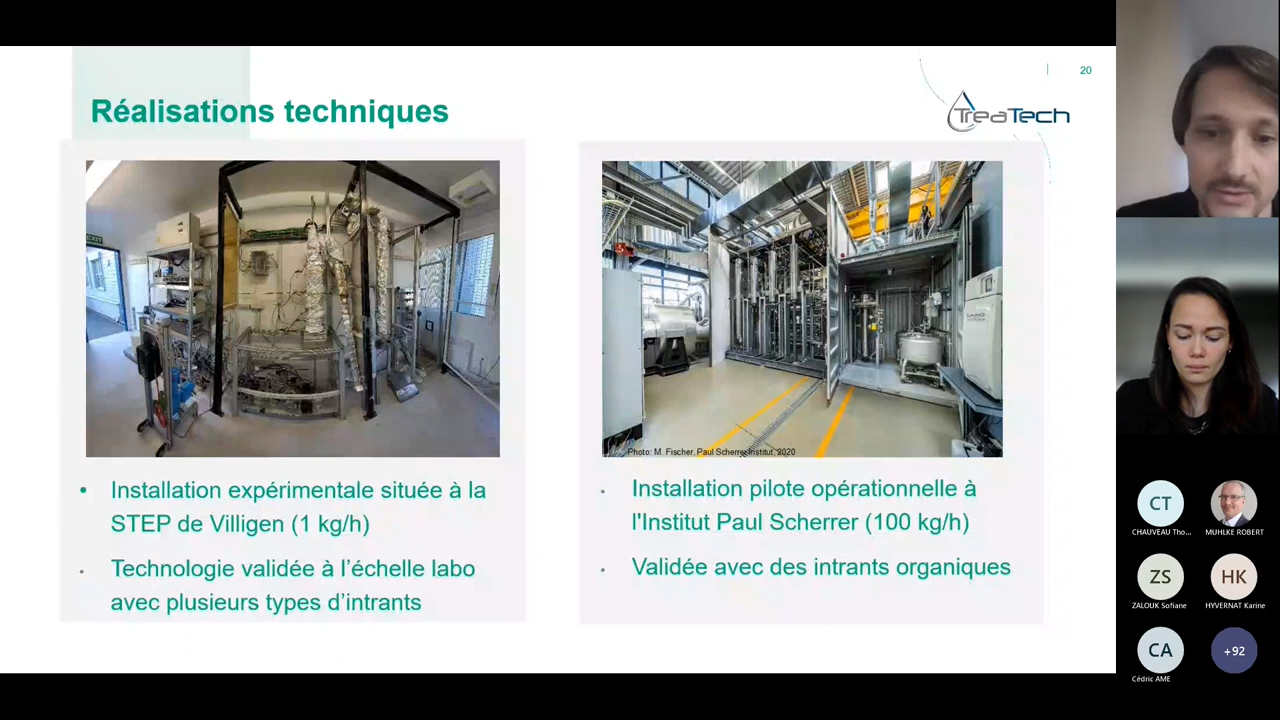 20
Réalisations techniques
TreaTech
EXIT
Photo: M. Fischer, Paul Scherrer Institut, 2020
• Installation expérimentale située à la
STEP de Villigen (1 kg/h)
• Technologie validée à l’échelle labo
avec plusieurs types d’intrants
• Installation pilote opérationnelle à
l'Institut Paul Scherrer (100 kg/h)
• Validée avec des intrants organiques
CT
CHAUVEAU Tho...
MUHLKE ROBERT
ZS
ZALOUK Sofiane
HK
HYVERNAT Karine
CA
Cédric AME
+92